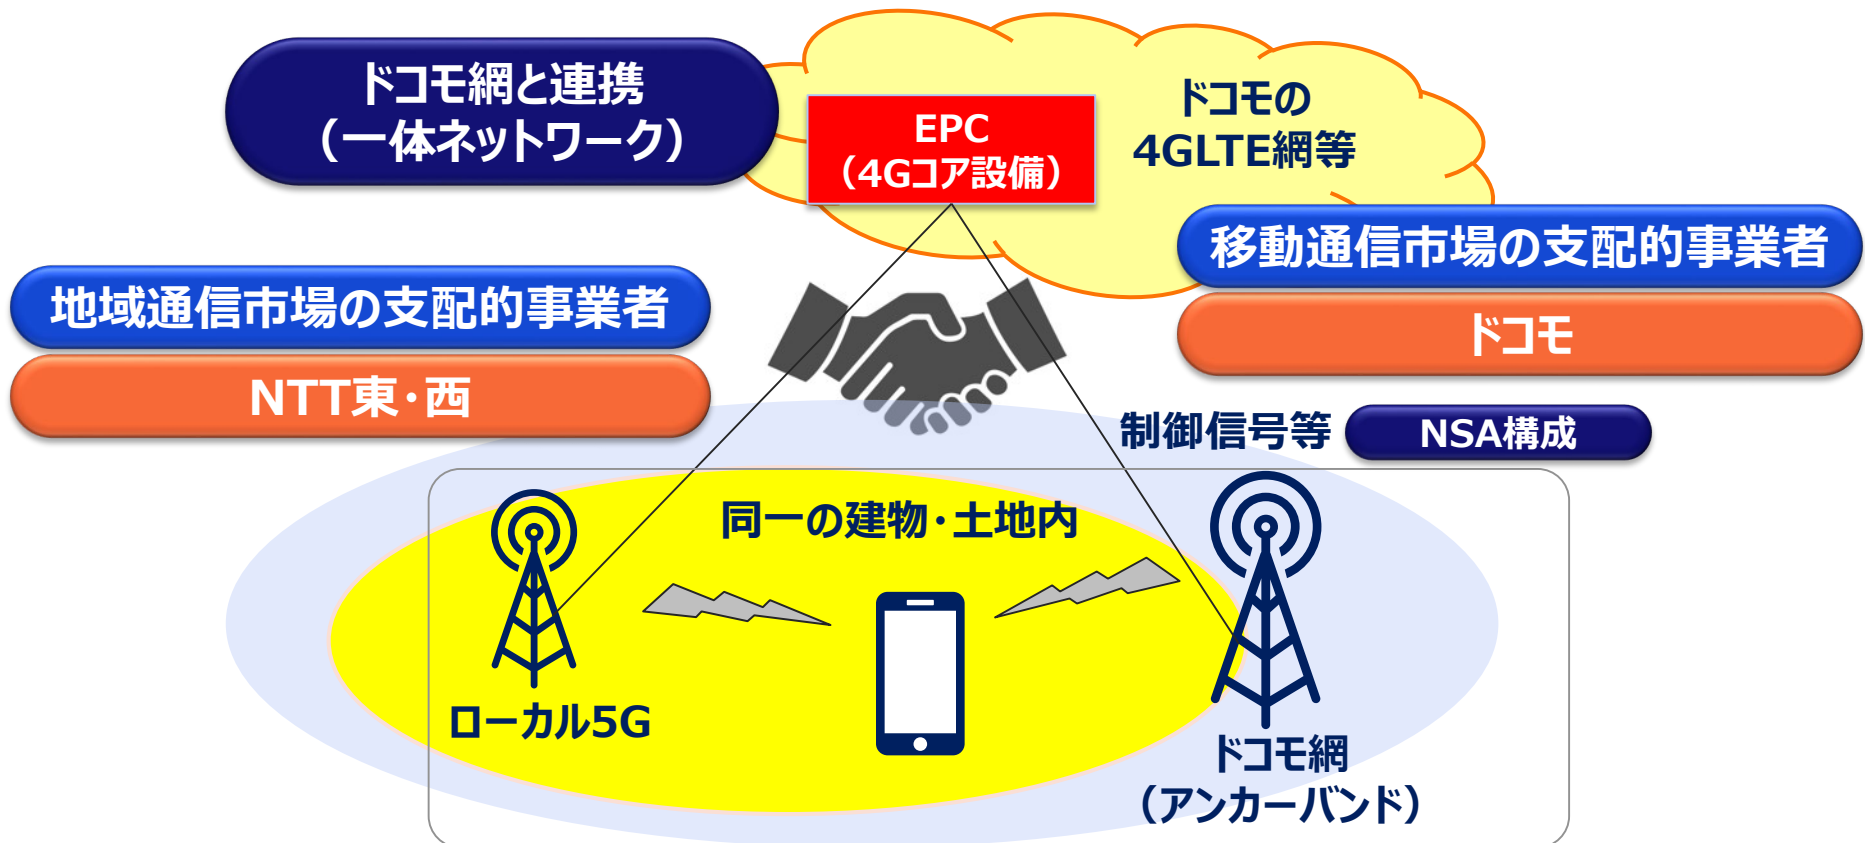 ドコモ網と連携
（一体ネットワーク）
EPC
（4Gコア設備）
ドコモの
4GLTE網等
移動通信市場の支配的事業者
ドコモ
地域通信市場の支配的事業者
NTT東・西
制御信号等
NSA構成
同一の建物・土地内
ローカル5G
ドコモ網
（アンカーバンド）